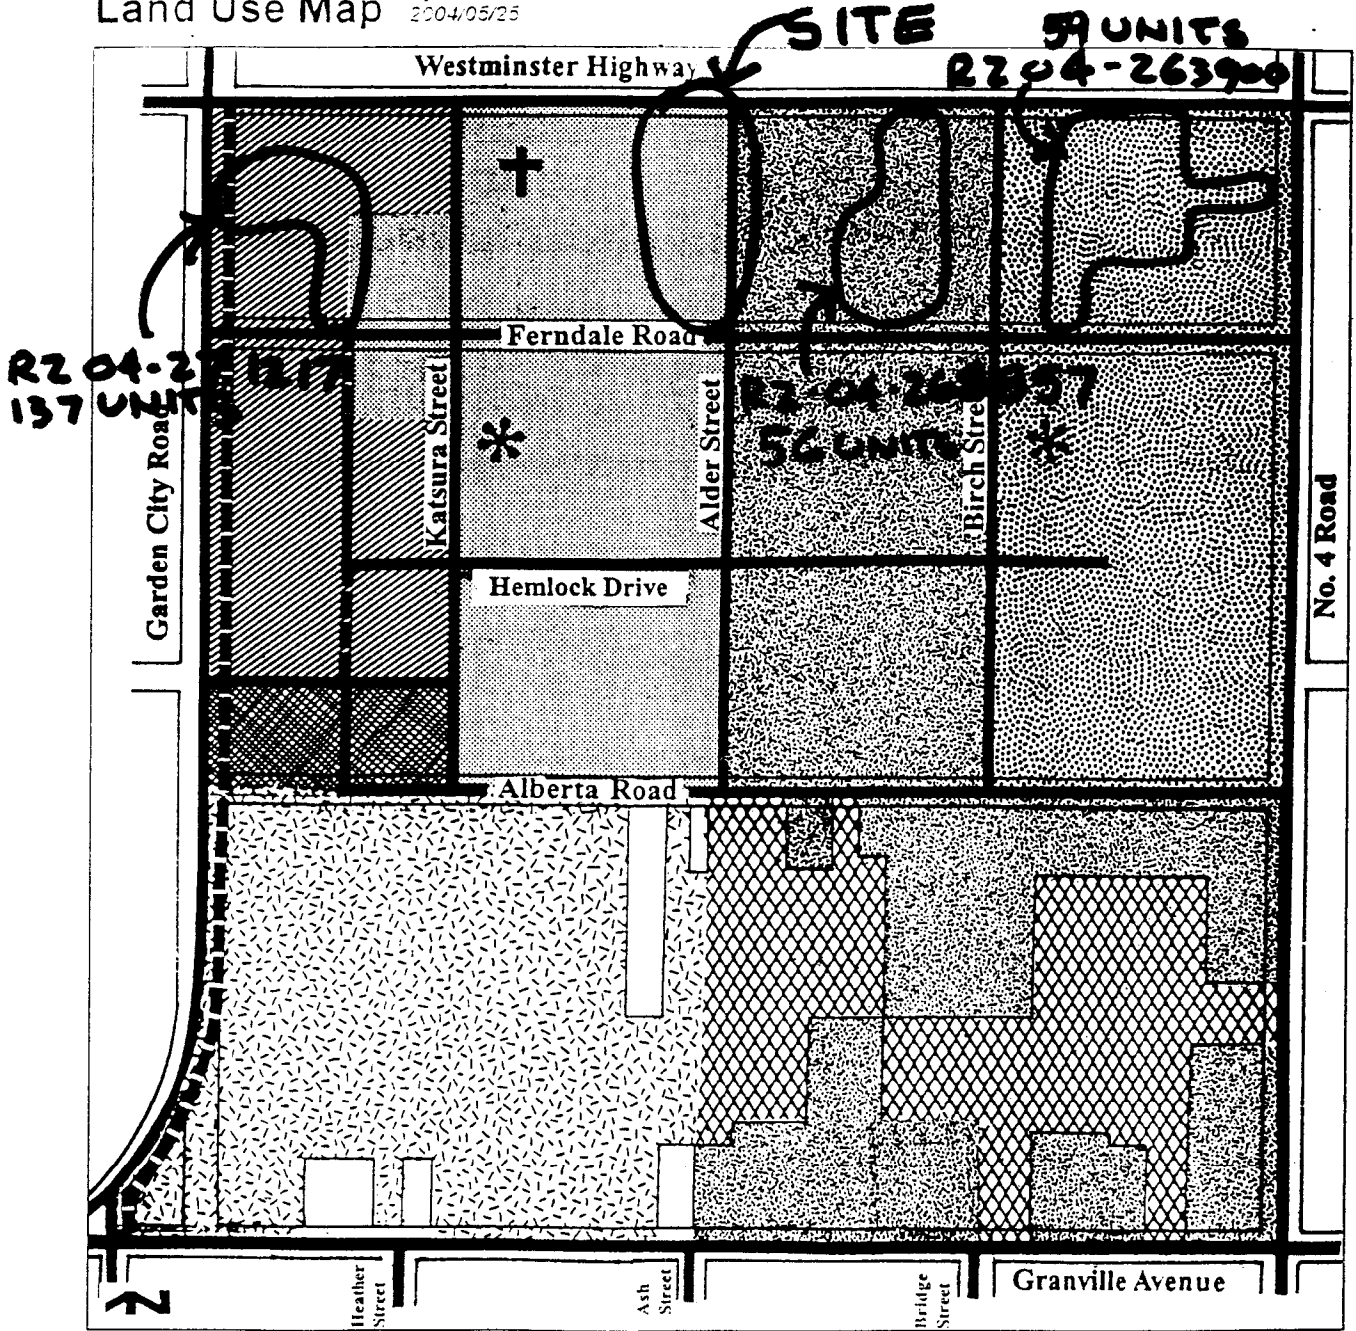 Land Use Map 2004/05/25
SITE
59 UNITS
Westminster Highway
RZ 04-263900
Ferndale Road
137 UNITS
56 UNITS
Garden City Road
Katsura Street
Alder Street
Birch Street
No. 4 Road
Hemlock Drive
Alberta Road
Heather
Street
Ash
Street
Bridge
Street
Granville Avenue